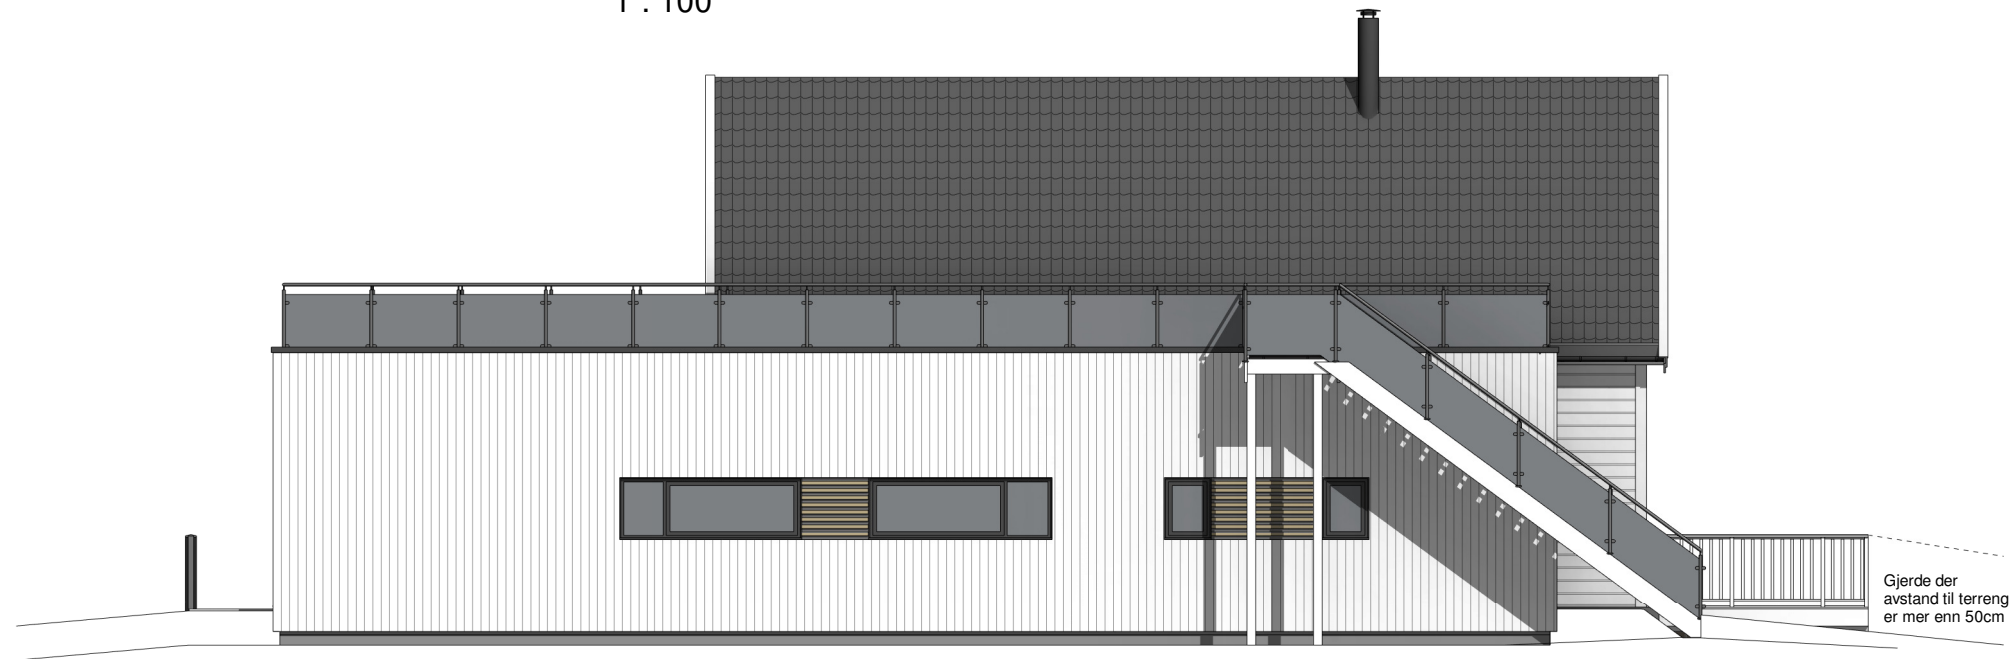 1 : 100
Gjerde der
avstand til terreng
er mer enn 50cm